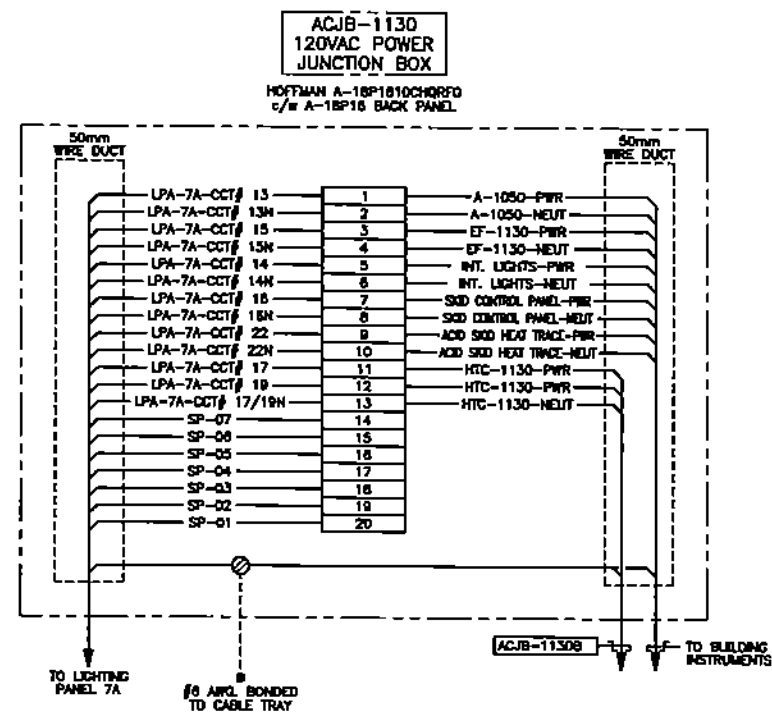 ACJB-1130
120VAC POWER
JUNCTION BOX
HOFFMAN A-16P1610CHQRFG
c/w A-16P16 BACK PANEL
50mm
WIRE DUCT
50mm
WIRE DUCT
LPA-7A-CCT# 13 1 A-1050-PWR
LPA-7A-CCT# 13N 2 A-1050-NEUT
LPA-7A-CCT# 15 3 EF-1130-PWR
LPA-7A-CCT# 15N 4 EF-1130-NEUT
LPA-7A-CCT# 14 5 INT. LIGHTS-PWR
LPA-7A-CCT# 14N 6 INT. LIGHTS-NEUT
LPA-7A-CCT# 16 7 SKID CONTROL PANEL-PWR
LPA-7A-CCT# 16N 8 SKID CONTROL PANEL-NEUT
LPA-7A-CCT# 22 9 ACID SKID HEAT TRACE-PWR
LPA-7A-CCT# 22N 10 ACID SKID HEAT TRACE-NEUT
LPA-7A-CCT# 17 11 HTC-1130-PWR
LPA-7A-CCT# 19 12 HTC-1130-PWR
LPA-7A-CCT# 17/19N 13 HTC-1130-NEUT
SP-07 14
SP-06 15
SP-05 16
SP-04 17
SP-03 18
SP-02 19
SP-01 20
ACJB-1130B
TO BUILDING
INSTRUMENTS
TO LIGHTING
PANEL 7A
#6 BONDED
TO CABLE TRAY